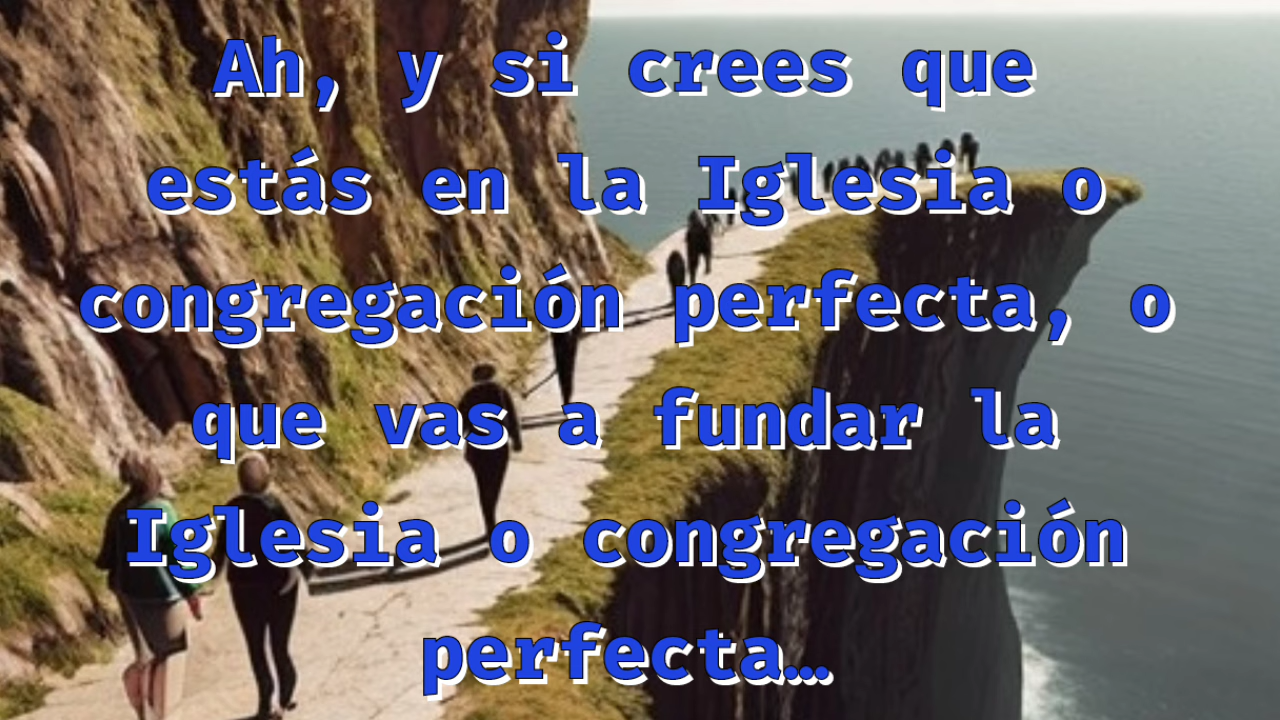 Ah, y si crees que
estás en la Iglesia o
congregación perfecta, o
que vas a fundar la
Iglesia o congregación
perfecta…